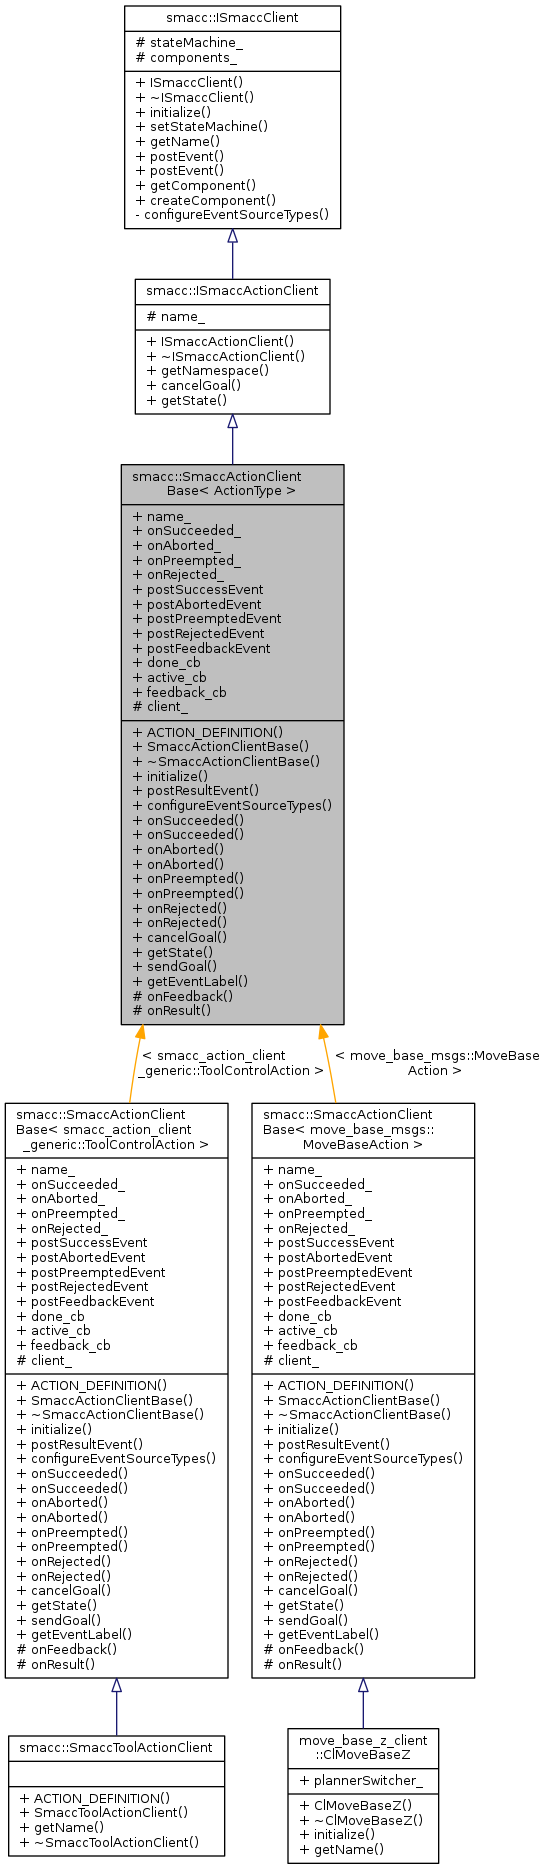 smacc::ISmaccClient
# stateMachine_
# components_
+ ISmaccClient()
+ ~ISmaccClient()
+ initialize()
+ setStateMachine()
+ getName()
+ postEvent()
+ postEvent()
+ getComponent()
+ createComponent()
- configureEventSourceTypes()
smacc::ISmaccActionClient
# name_
+ ISmaccActionClient()
+ ~ISmaccActionClient()
+ getNamespace()
+ cancelGoal()
+ getState()
smacc::SmaccActionClient
Base< ActionType >
+ name_
+ onSucceeded_
+ onAborted_
+ onPreempted_
+ onRejected_
+ postSuccessEvent
+ postAbortedEvent
+ postPreemptedEvent
+ postRejectedEvent
+ postFeedbackEvent
+ done_cb
+ active_cb
+ feedback_cb
# client_
+ ACTION_DEFINITION()
+ SmaccActionClientBase()
+ ~SmaccActionClientBase()
+ initialize()
+ postResultEvent()
+ configureEventSourceTypes()
+ onSucceeded()
+ onSucceeded()
+ onAborted()
+ onAborted()
+ onPreempted()
+ onPreempted()
+ onRejected()
+ onRejected()
+ cancelGoal()
+ getState()
+ sendGoal()
+ getEventLabel()
# onFeedback()
# onResult()
< smacc_action_client
_generic::ToolControlAction >
< move_base_msgs::MoveBase
Action >
smacc::SmaccActionClient
Base< smacc_action_client
_generic::ToolControlAction >
+ name_
+ onSucceeded_
+ onAborted_
+ onPreempted_
+ onRejected_
+ postSuccessEvent
+ postAbortedEvent
+ postPreemptedEvent
+ postRejectedEvent
+ postFeedbackEvent
+ done_cb
+ active_cb
+ feedback_cb
# client_
+ ACTION_DEFINITION()
+ SmaccActionClientBase()
+ ~SmaccActionClientBase()
+ initialize()
+ postResultEvent()
+ configureEventSourceTypes()
+ onSucceeded()
+ onSucceeded()
+ onAborted()
+ onAborted()
+ onPreempted()
+ onPreempted()
+ onRejected()
+ onRejected()
+ cancelGoal()
+ getState()
+ sendGoal()
+ getEventLabel()
# onFeedback()
# onResult()
smacc::SmaccActionClient
Base< move_base_msgs::
MoveBaseAction >
+ name_
+ onSucceeded_
+ onAborted_
+ onPreempted_
+ onRejected_
+ postSuccessEvent
+ postAbortedEvent
+ postPreemptedEvent
+ postRejectedEvent
+ postFeedbackEvent
+ done_cb
+ active_cb
+ feedback_cb
# client_
+ ACTION_DEFINITION()
+ SmaccActionClientBase()
+ ~SmaccActionClientBase()
+ initialize()
+ postResultEvent()
+ configureEventSourceTypes()
+ onSucceeded()
+ onSucceeded()
+ onAborted()
+ onAborted()
+ onPreempted()
+ onPreempted()
+ onRejected()
+ onRejected()
+ cancelGoal()
+ getState()
+ sendGoal()
+ getEventLabel()
# onFeedback()
# onResult()
smacc::SmaccToolActionClient
+ ACTION_DEFINITION()
+ SmaccToolActionClient()
+ getName()
+ ~SmaccToolActionClient()
move_base_z_client
::ClMoveBaseZ
+ plannerSwitcher_
+ ClMoveBaseZ()
+ ~ClMoveBaseZ()
+ initialize()
+ getName()